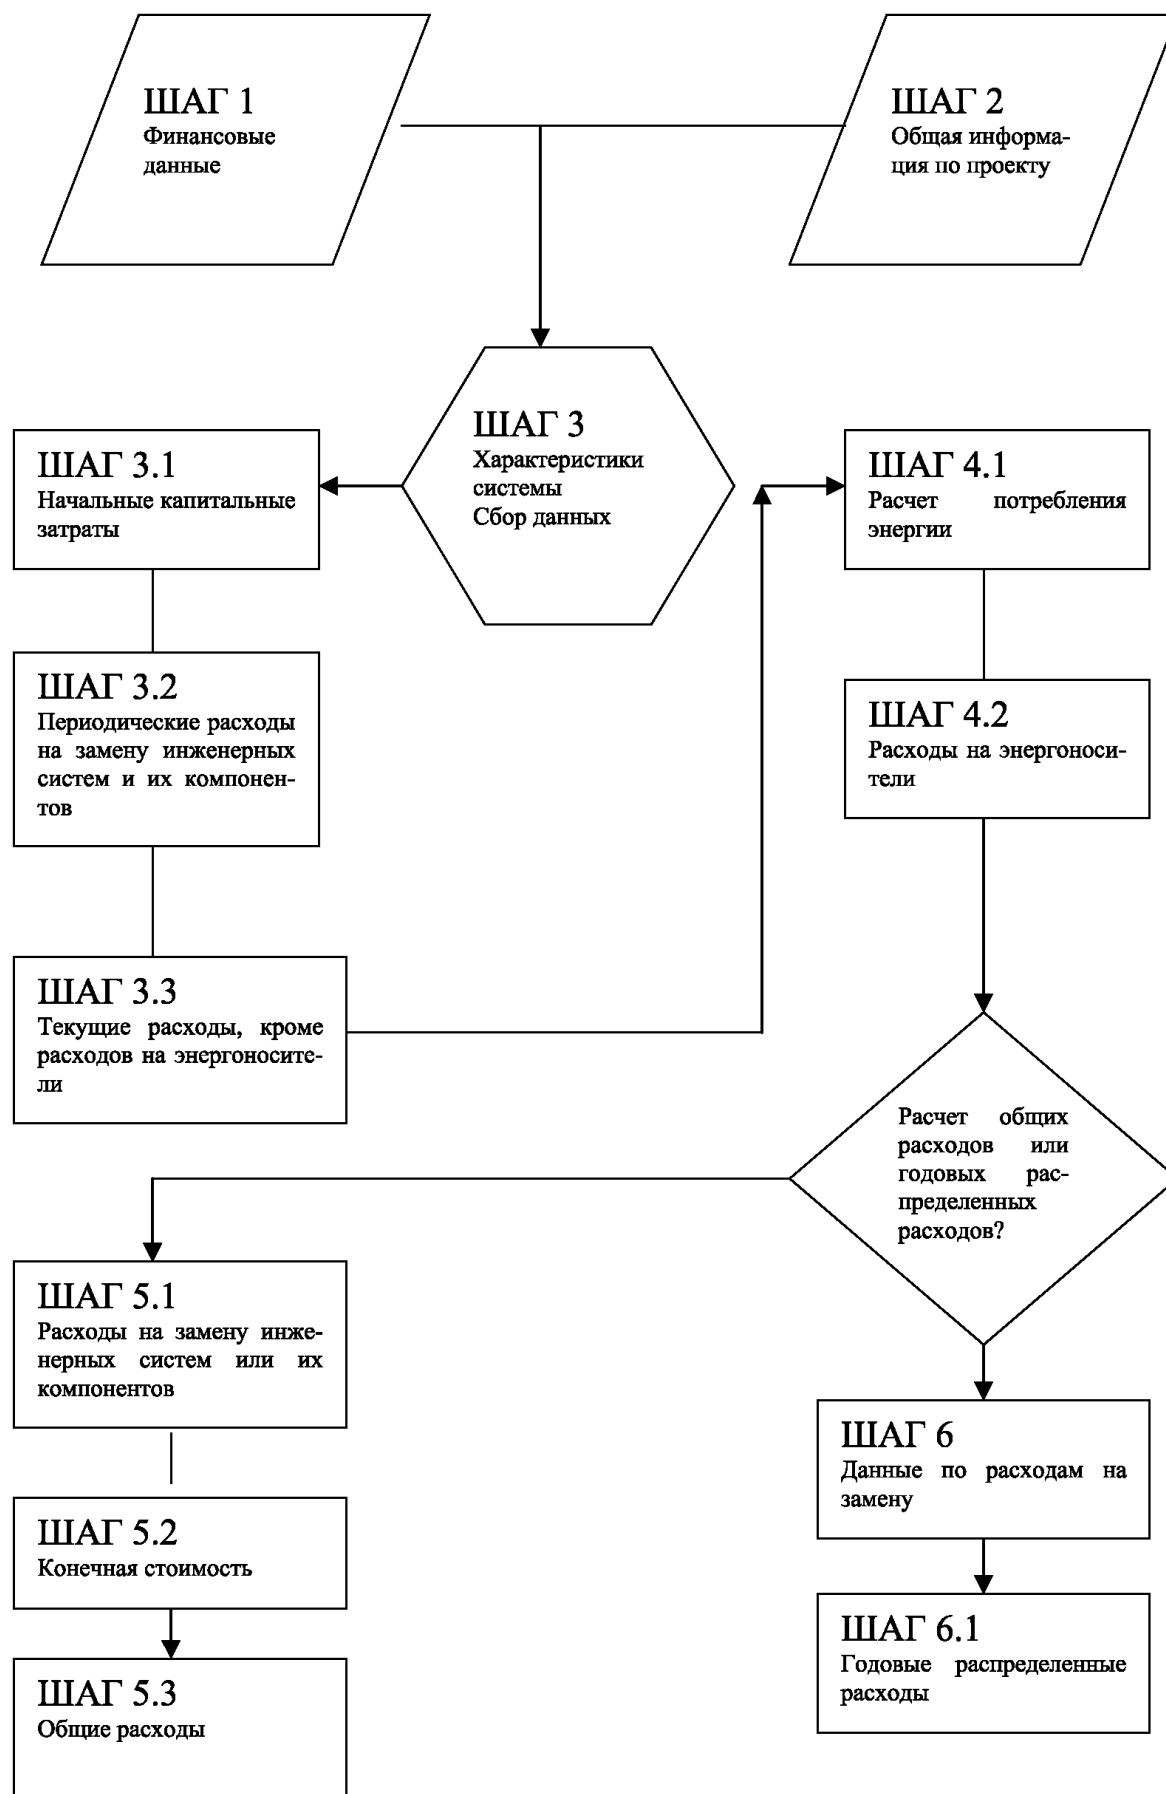 ШАГ 1
Финансовые
данные
ШАГ 2
Общая информа-
ция по проекту
ШАГ 3
Характеристики
системы
Сбор данных
ШАГ 3.1
Начальные капитальные
затраты
ШАГ 4.1
Расчет потребления
энергии
ШАГ 3.2
Периодические расходы
на замену инженерных
систем и их компонен-
тов
ШАГ 4.2
Расходы на энергоноси-
тели
ШАГ 3.3
Текущие расходы, кроме
расходов на энергоносите-
ли
Расчет общих
расходов или
годовых рас-
пределенных
расходов?
ШАГ 5.1
Расходы на замену инже-
нерных систем или их
компонентов
ШАГ 6
Данные по расходам на
замену
ШАГ 5.2
Конечная стоимость
ШАГ 6.1
Годовые распределенные
расходы
ШАГ 5.3
Общие расходы